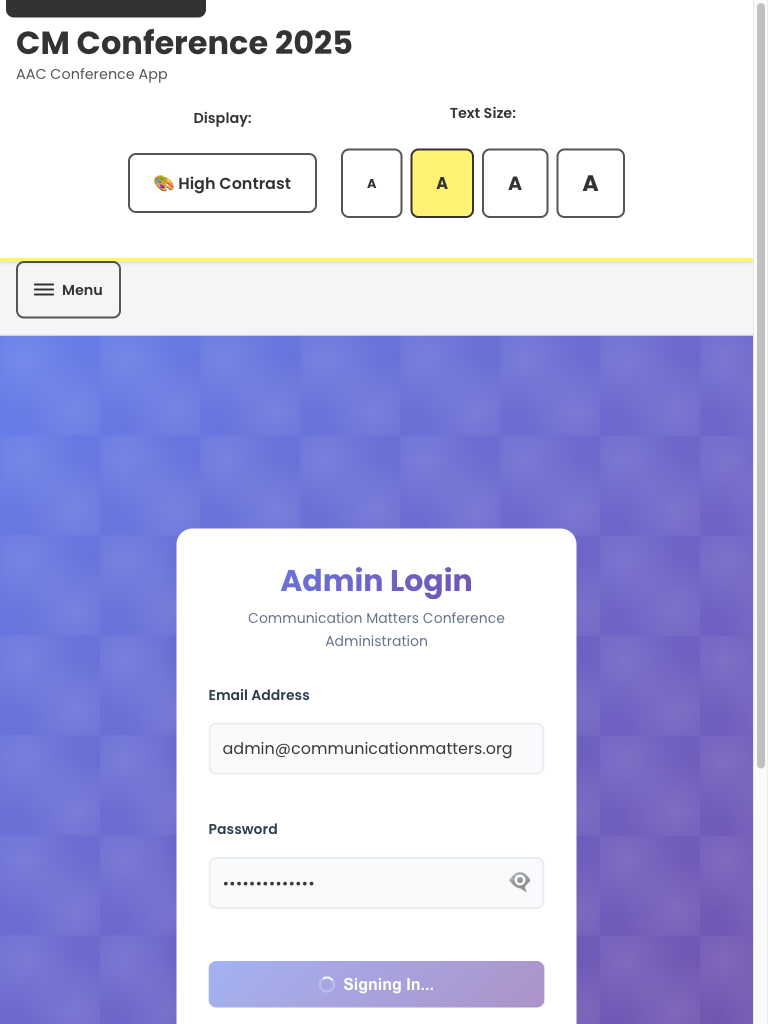 CM Conference 2025
AAC Conference App
Display:
Text Size:
🎨 High Contrast
A
A
A
A
Menu
Admin Login
Communication Matters Conference
Administration
Email Address
admin@communicationmatters.org
Password
••••••••••••••
Signing In...